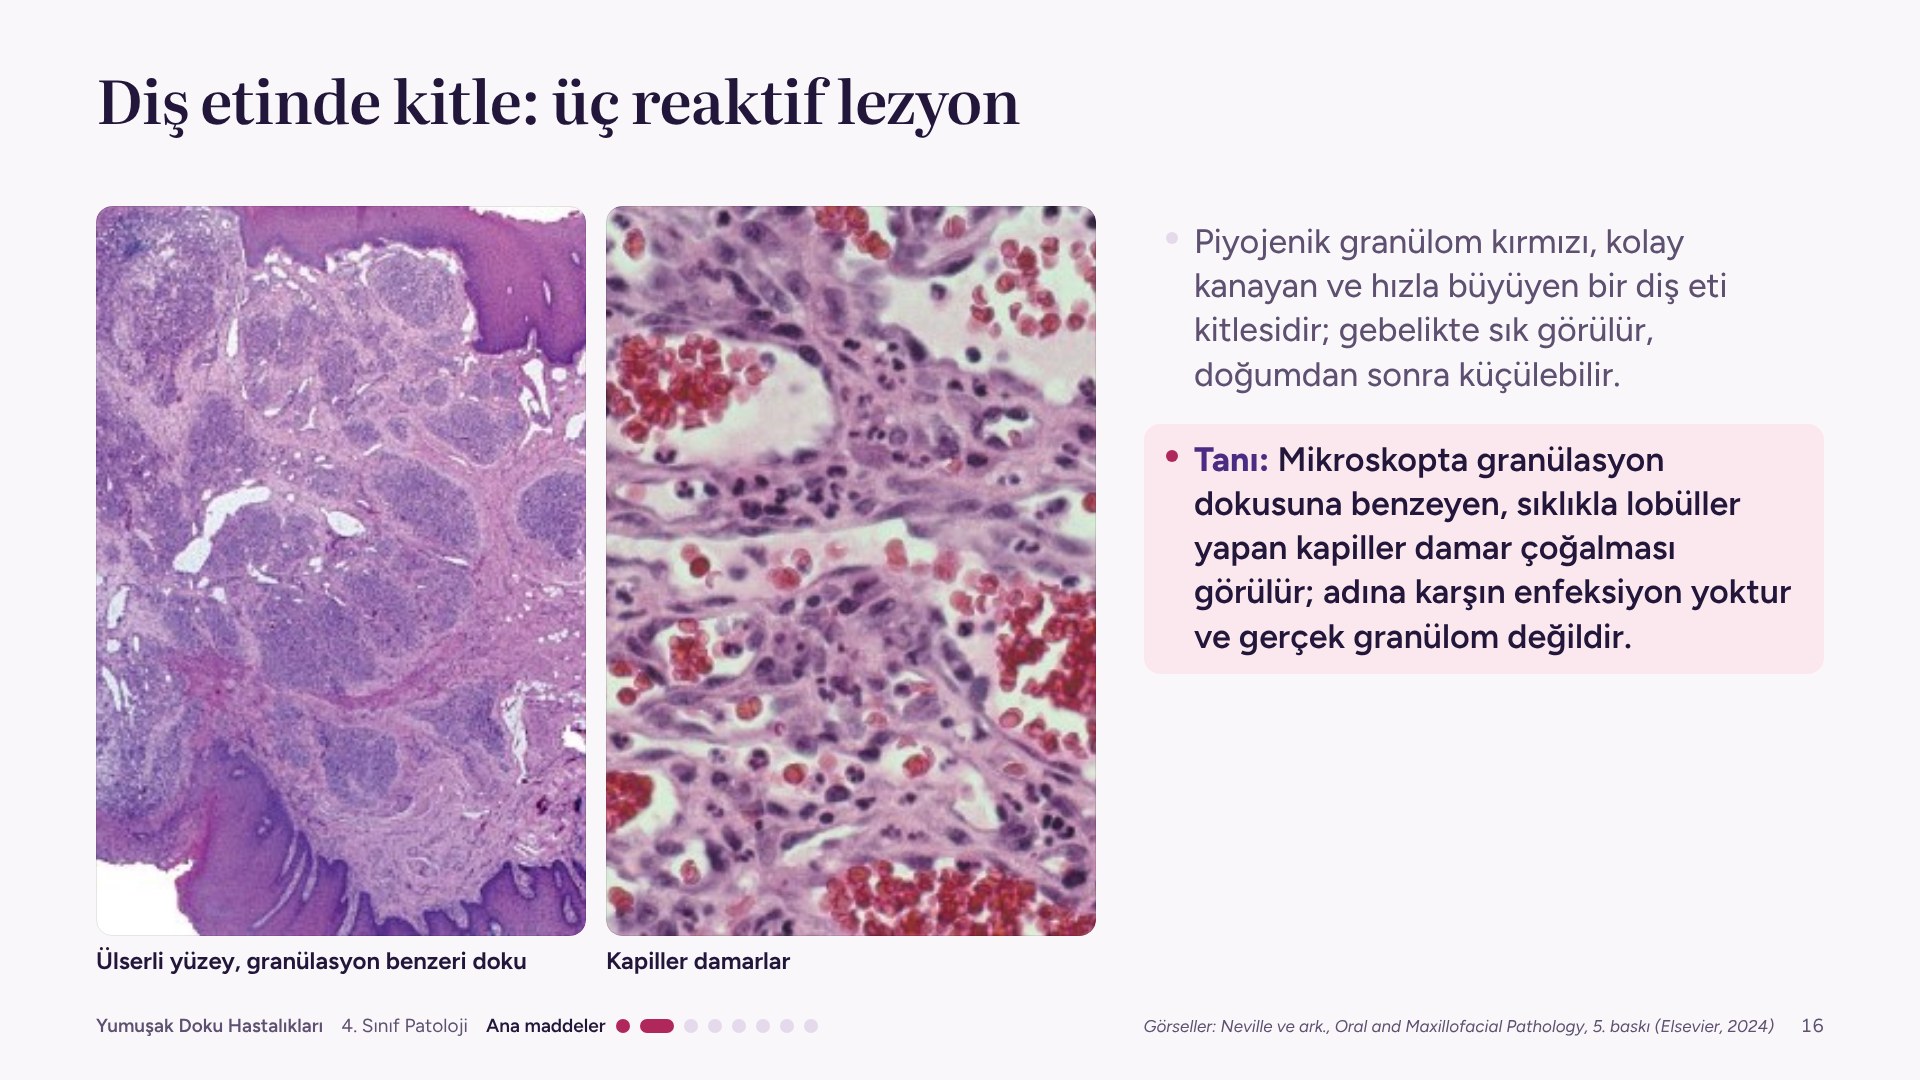 Diş etinde kitle: üç reaktif lezyon
Piyojenik granülom kırmızı, kolay
kanayan ve hızla büyüyen bir diş eti
kitlesidir; gebelikte sık görülür,
doğumdan sonra küçülebilir.
Tanı: Mikroskopta granülasyon
dokusuna benzeyen, sıklıkla lobüller
yapan kapiller damar çoğalması
görülür; adına karşın enfeksiyon yoktur
ve gerçek granülom değildir.
Ülserli yüzey, granülasyon benzeri doku
Kapiller damarlar
Yumuşak Doku Hastalıkları 4. Sınıf Patoloji Ana maddeler
Görseller: Neville ve ark., Oral and Maxillofacial Pathology, 5. baskı (Elsevier, 2024) 16